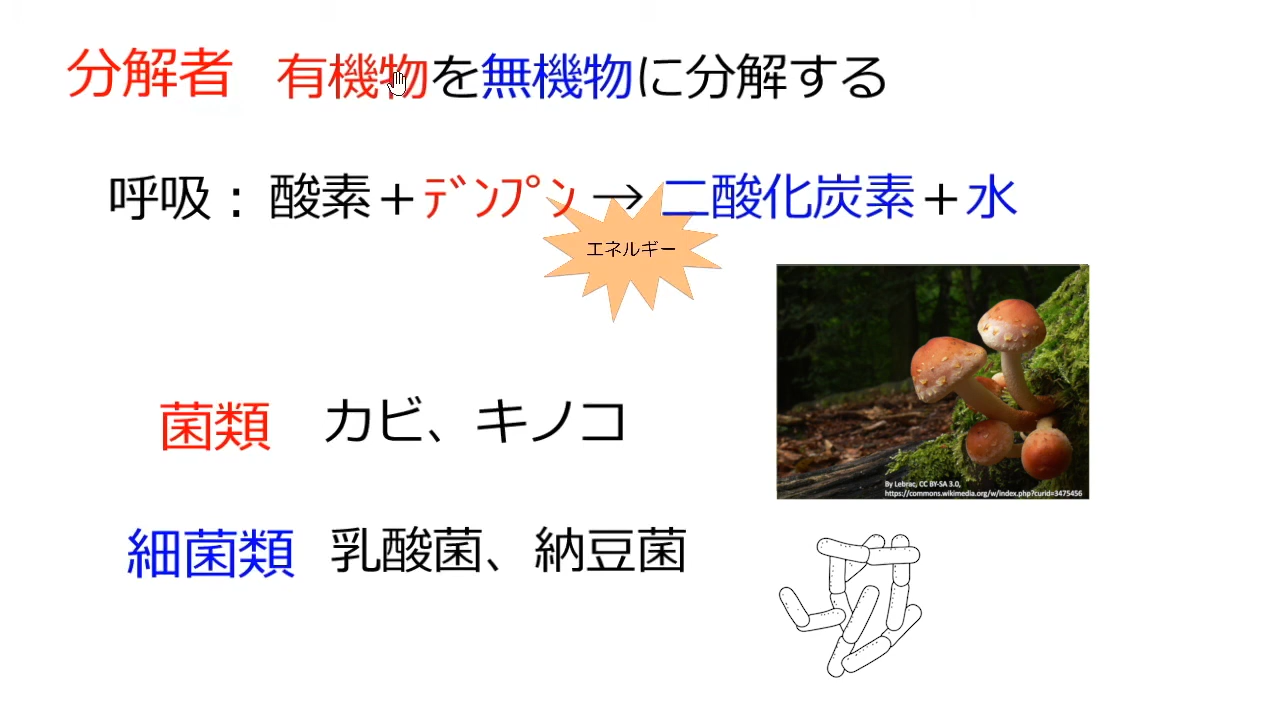 分解者 有機物を無機物に分解する
呼吸：酸素＋ﾃﾞﾝﾌﾟﾝ → 二酸化炭素＋水
エネルギー
菌類 カビ、キノコ
By Lebrac, CC BY-SA 3.0,
https://commons.wikimedia.org/w/index.php?curid=3475456
細菌類 乳酸菌、納豆菌